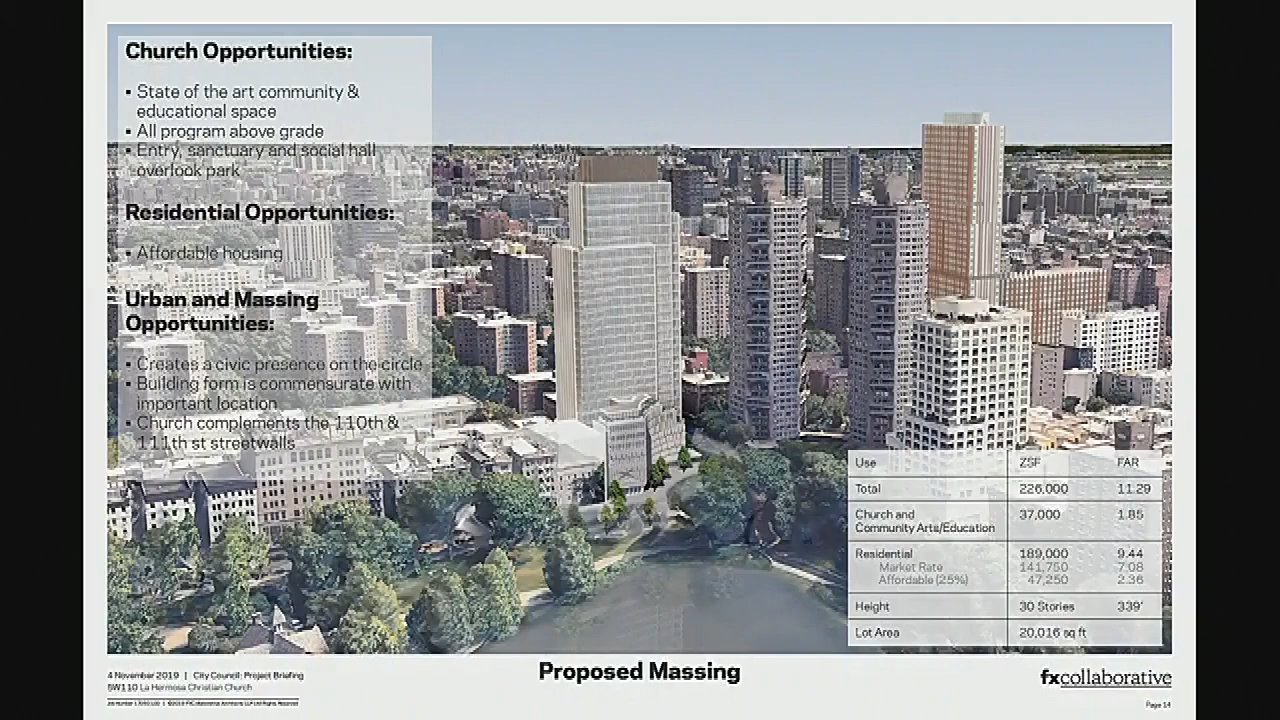 Church Opportunities:
▪ State of the art community &
educational space
▪ All program above grade
▪ Entry, sanctuary and social hall
overlook park
Residential Opportunities:
▪ Affordable housing
Urban and Massing
Opportunities:
▪ Creates a civic presence on the circle
▪ Building form is commensurate with
important location
▪ Church complements the 110th &
111th st streetwalls
Use ZSF FAR
Total 226,000 11.29
Church and
Community Arts/Education 37,000 1.85
Residential 189,000 9.44
Market Rate 141,750 7.08
Affordable (25%) 47,250 2.36
Height 30 Stories 339'
Lot Area 20,016 sq ft
4 November 2019 | City Council: Project Briefing
5W110 La Hermosa Christian Church
Proposed Massing
fxcollaborative
Page 14